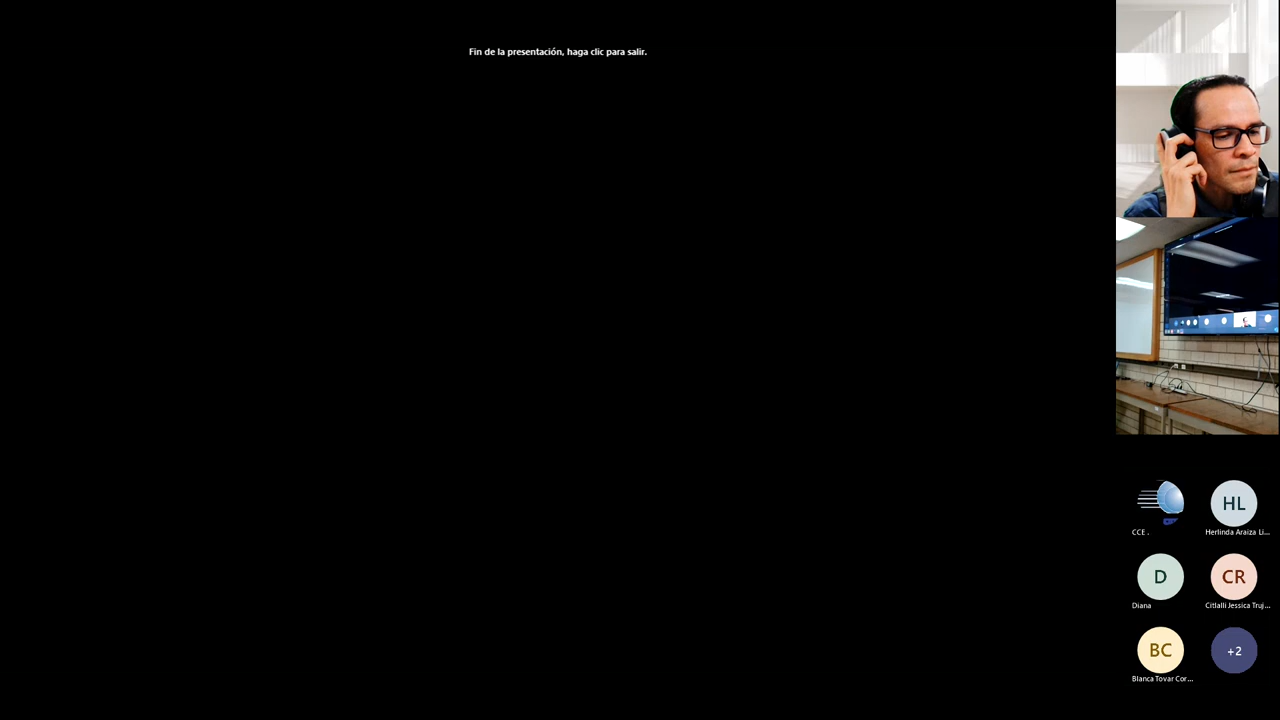 Fin de la presentación, haga clic para salir.
CCE .
HL
Herlinda Araiza Li...
D
Diana
CR
Citlalli Jessica Truj...
BC
Blanca Tovar Cor...
+2